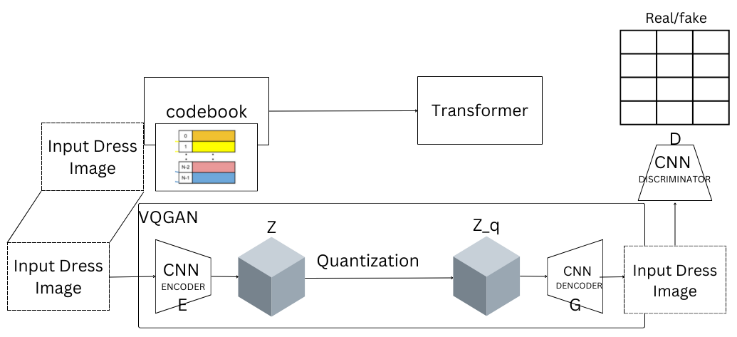 Real/fake
codebook
0
1
N-2
N-1
Transformer
Input Dress
Image
D
CNN
DISCRIMINATOR
VQGAN
Input Dress
Image
CNN
ENCODER
E
Z
Quantization
Z_q
CNN
DENCODER
G
Input Dress
Image